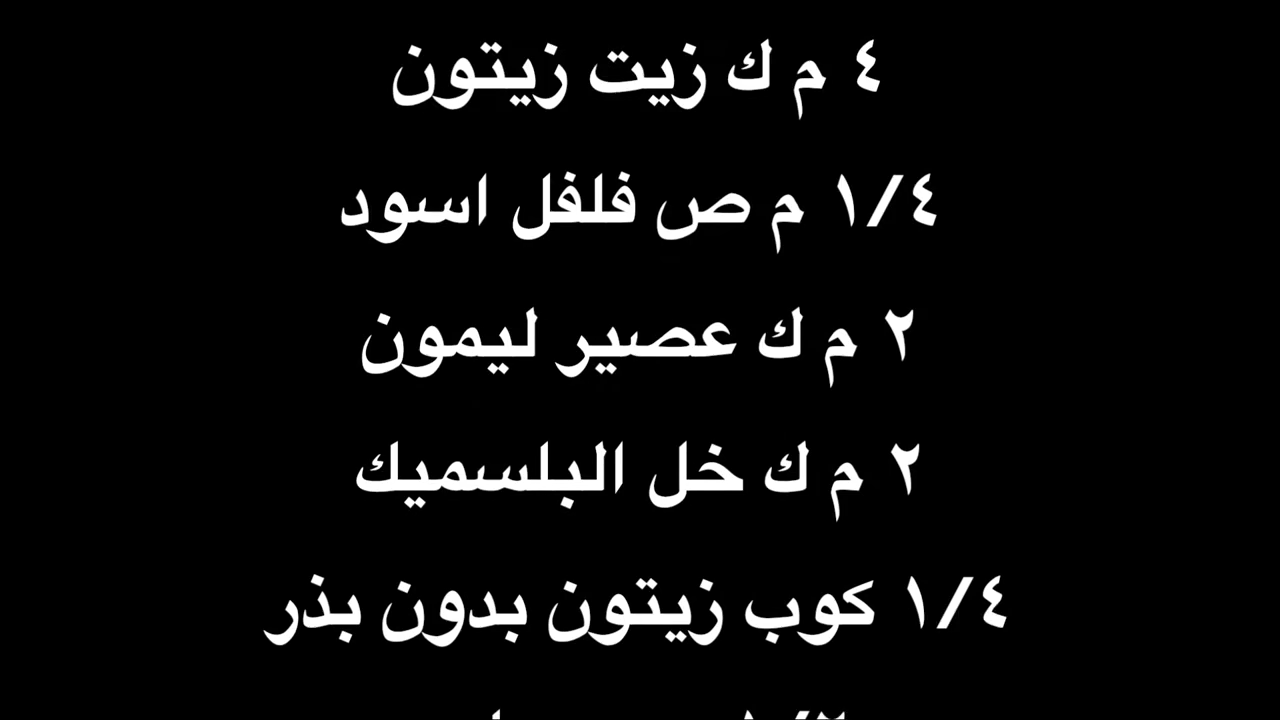 ٤ م ك زيت زيتون
١/٤ م ص فلفل اسود
٢ م ك عصير ليمون
٢ م ك خل البلسميك
١/٤ كوب زيتون بدون بذر